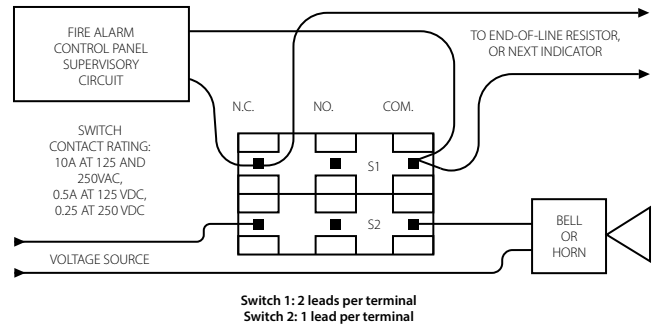 FIRE ALARM
CONTROL PANEL
SUPERVISORY
CIRCUIT
TO END-OF-LINE RESISTOR,
OR NEXT INDICATOR
N.C.
NO.
COM.
SWITCH
CONTACT RATING:
10A AT 125 AND
250VAC,
0.5A AT 125 VDC,
0.25 AT 250 VDC
S1
S2
BELL
OR
HORN
VOLTAGE SOURCE
Switch 1: 2 leads per terminal
Switch 2: 1 lead per terminal